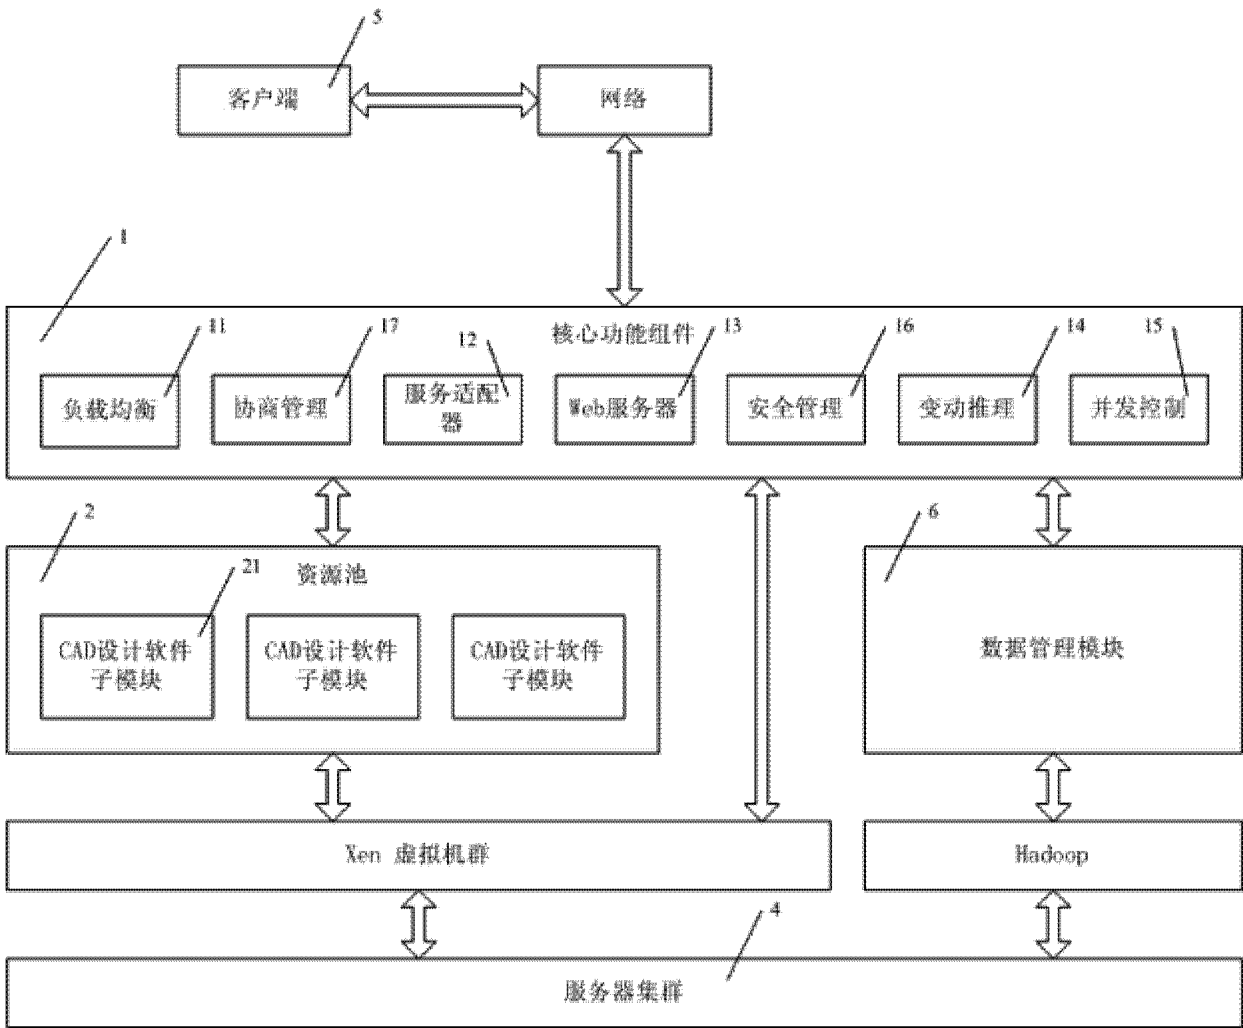 5
客户端
网络
1
核心功能组件
11
17
12
13
16
14
15
负载均衡
协商管理
服务适配
器
Web服务器
安全管理
变动推理
并发控制
2
资源池
21
6
CAD设计软件
子模块
CAD设计软件
子模块
CAD设计软件
子模块
数据管理模块
Xen 虚拟机群
Hadoop
4
服务器集群